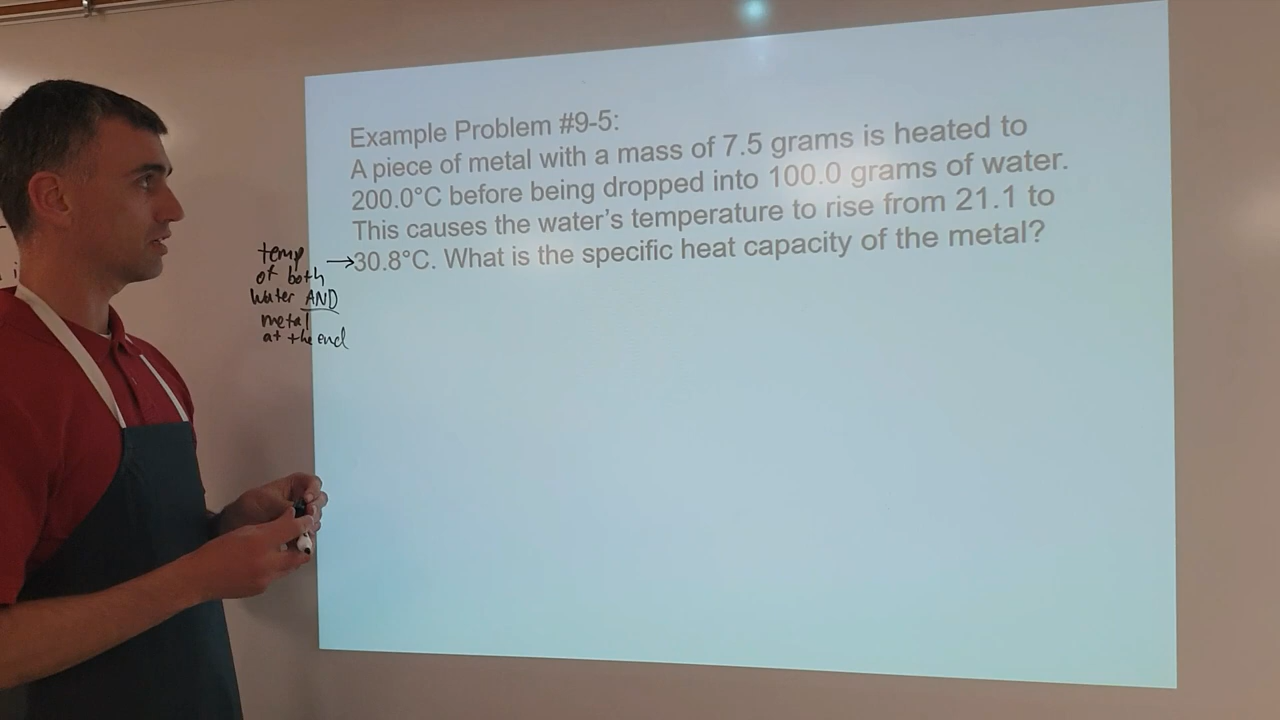 Example Problem #9-5:
A piece of metal with a mass of 7.5 grams is heated to
200.0°C before being dropped into 100.0 grams of water.
This causes the water's temperature to rise from 21.1 to
30.8°C. What is the specific heat capacity of the metal?
temp
of both
water AND
metal
at the end